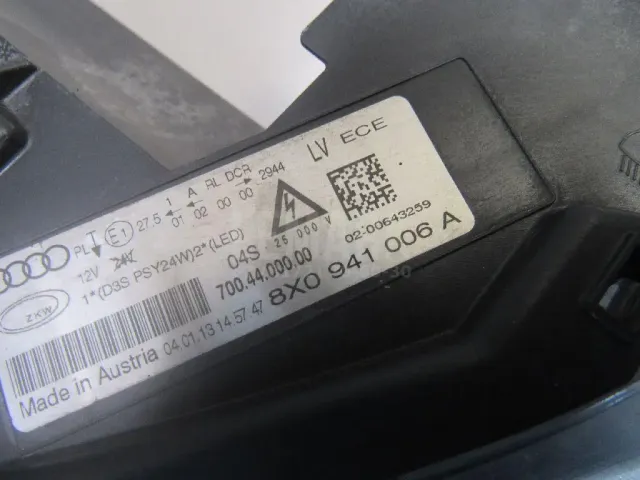 LV ECE
1 A RL DCR 2944
PL E1 27.5 01 02 00 00
12V 24V
1*(D3S PSY24W)2*(LED)
04S 26 000 V
02:00643259
700.44.000.00
8X0 941 006 A
ZKW
Made in Austria 04.01.13 14:57 47